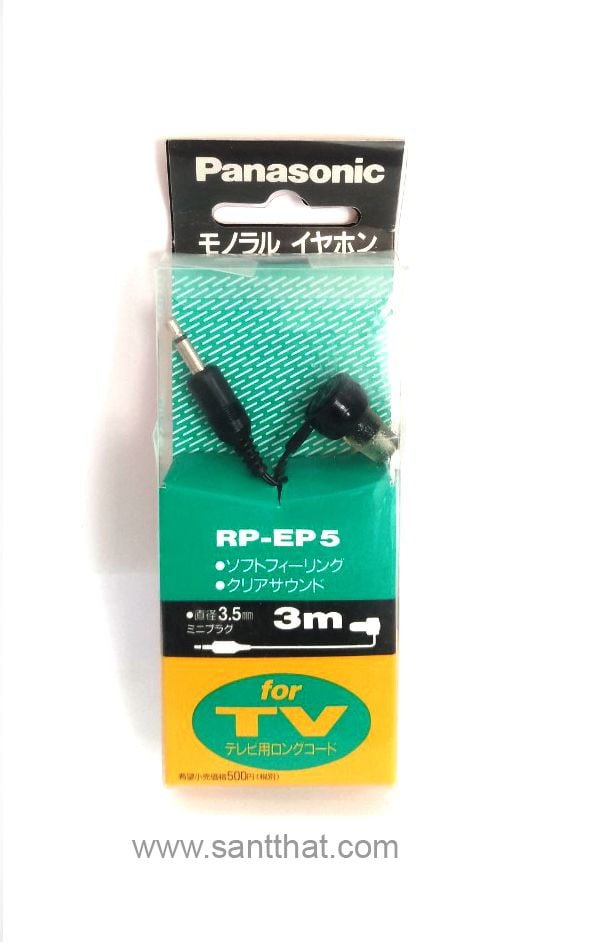 Panasonic
モノラル イヤホン
RP-EP5
●ソフトフィーリング
●クリアサウンド
●直径3.5mm
ミニプラグ
3m
for
TV
テレビ用ロングコード
希望小売価格500円(税別)
www.santthat.com